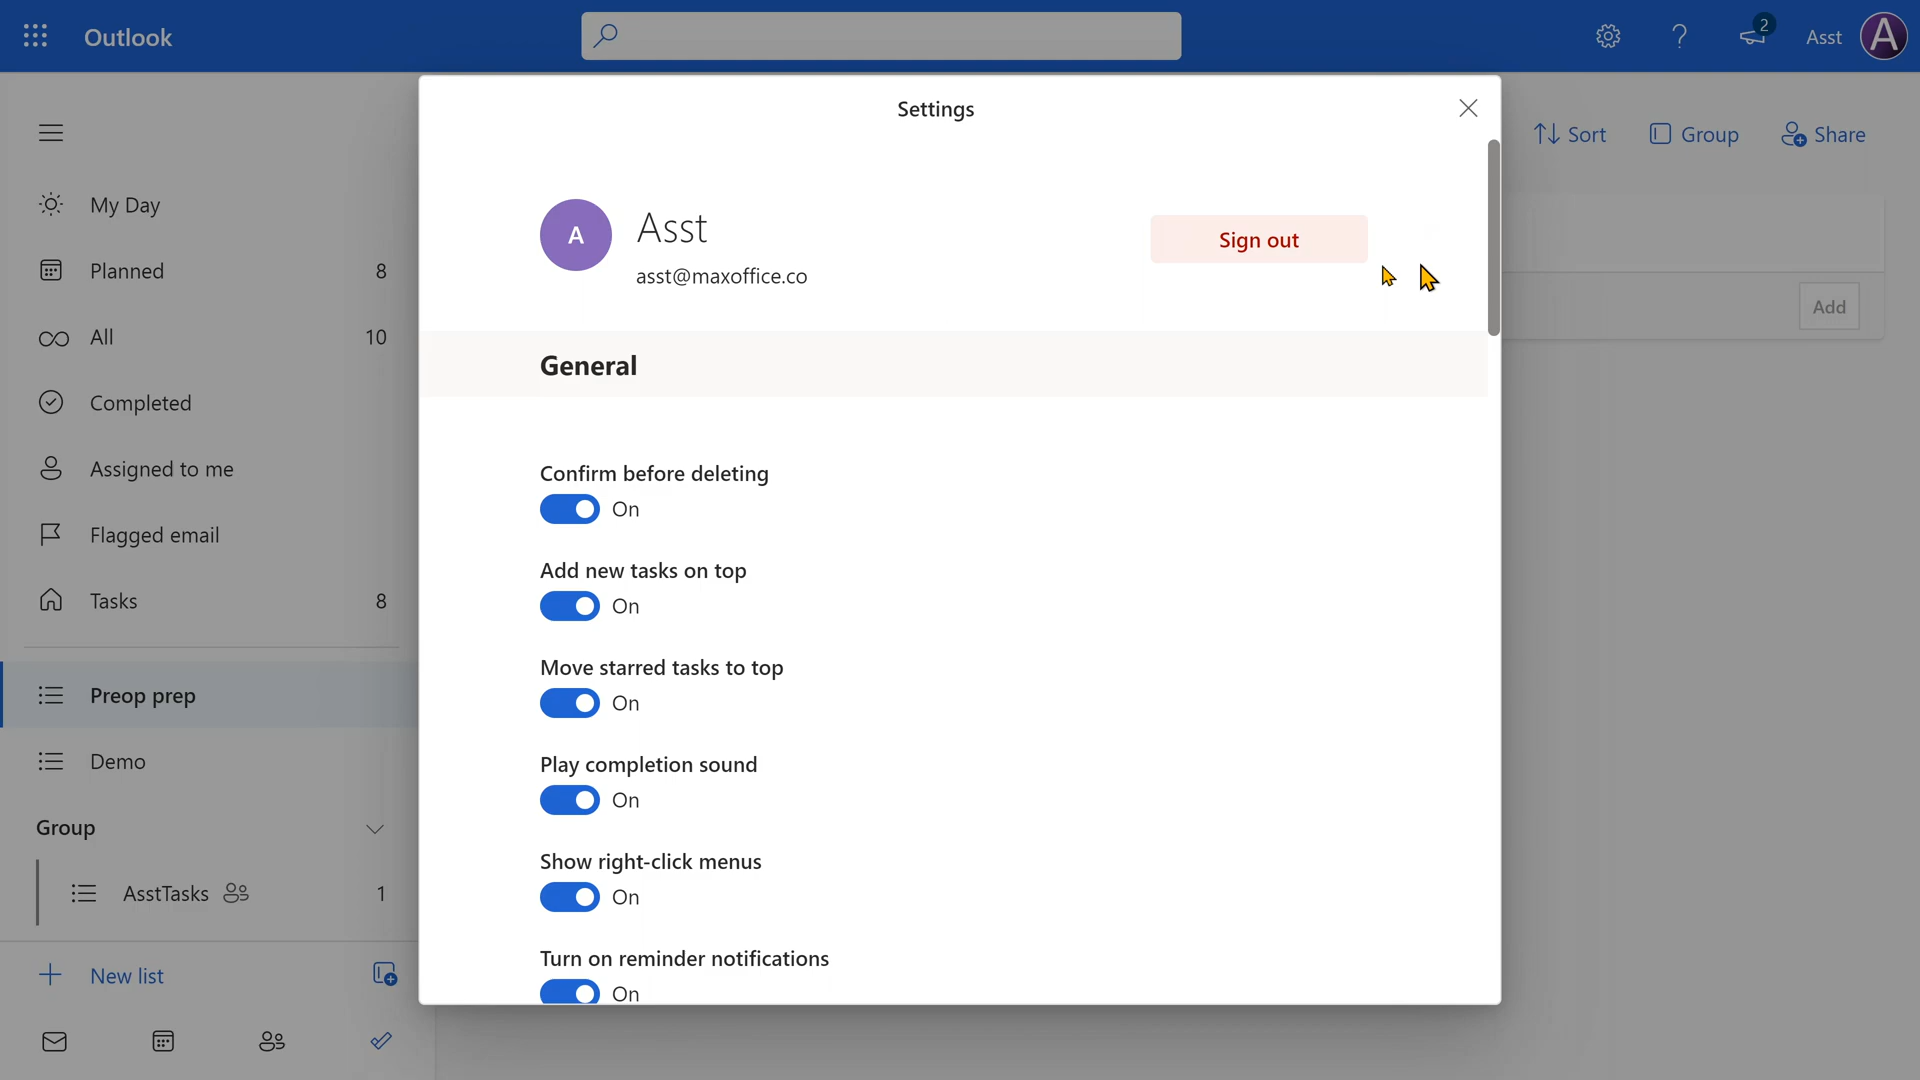 Outlook
2
Asst
A
Settings
Sort
Group
Share
My Day
Planned 8
All 10
Completed
Assigned to me
Flagged email
Tasks 8
Preop prep
Demo
Group
AsstTasks 1
New list
A
Asst
asst@maxoffice.co
Sign out
Add
General
Confirm before deleting
On
Add new tasks on top
On
Move starred tasks to top
On
Play completion sound
On
Show right-click menus
On
Turn on reminder notifications
On